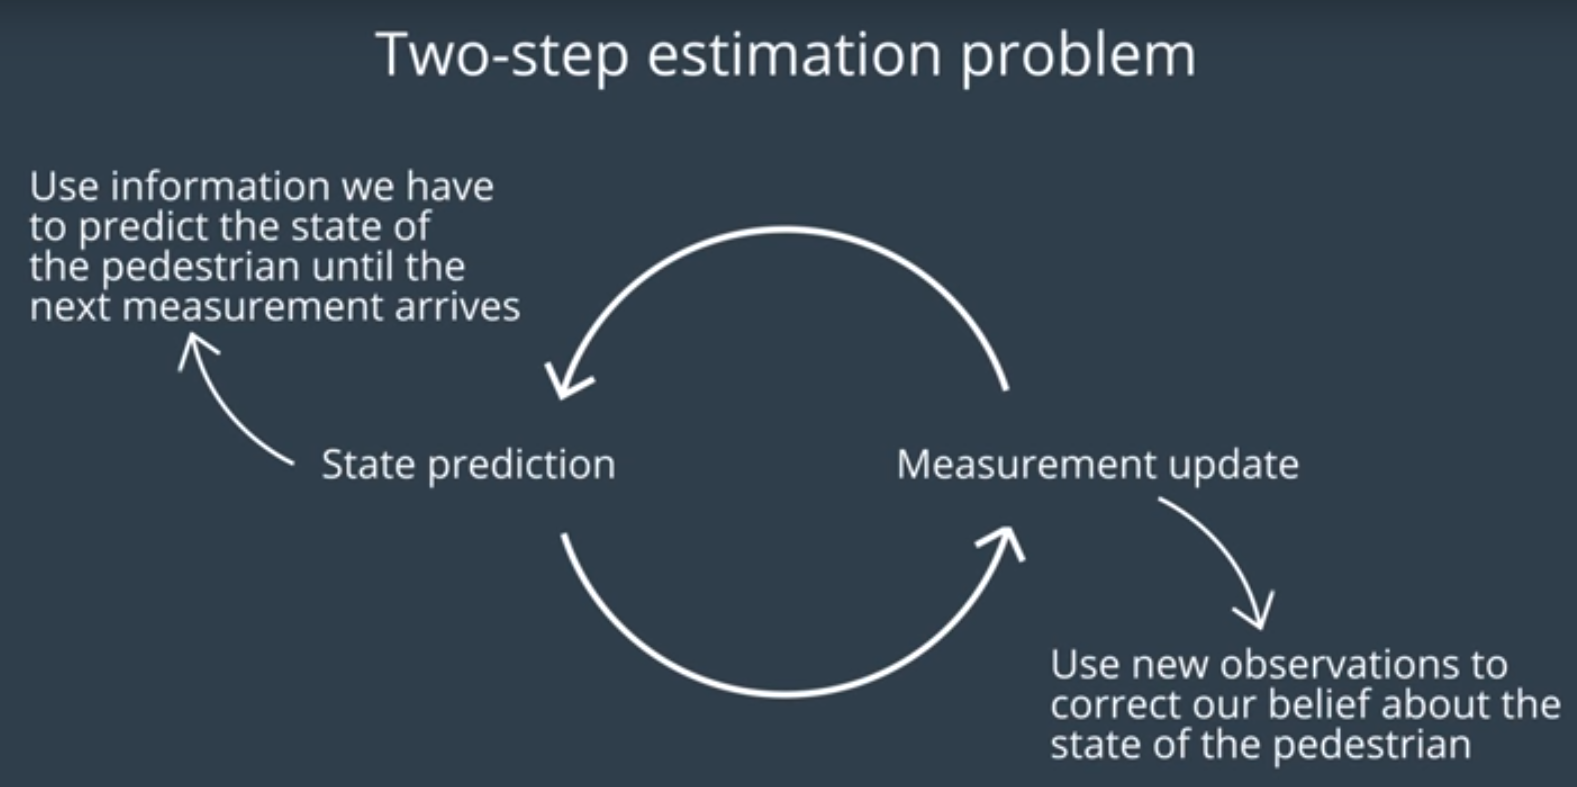 Two-step estimation problem
Use information we have
to predict the state of
the pedestrian until the
next measurement arrives
State prediction
Measurement update
Use new observations to
correct our belief about the
state of the pedestrian